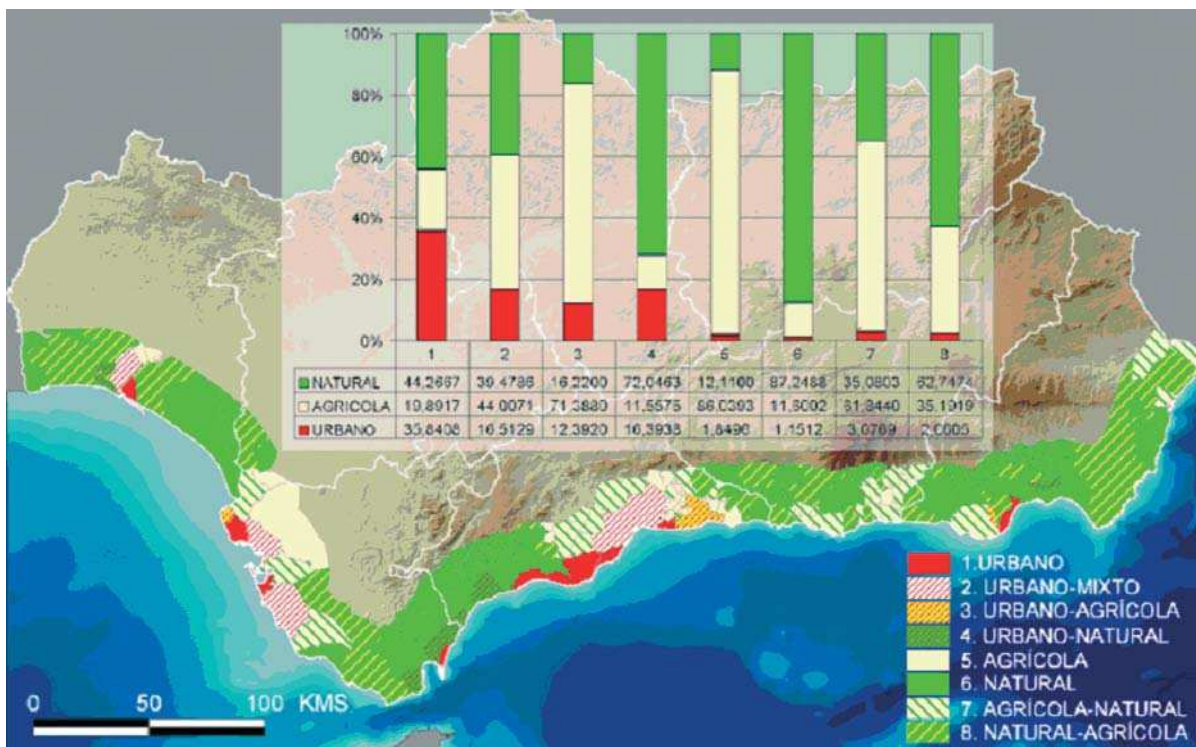 100%
80%
60%
40%
20%
0%
1 2 3 4 5 6 7 8
NATURAL 44,2667 39,4786 16,2200 72,0463 12,1100 87,2488 35,0803 62,7474
AGRICOLA 19,8917 44,0071 71,3880 11,5575 86,0393 11,6002 61,8440 35,1919
URBANO 35,8408 16,5129 12,3920 16,3938 1,8496 1,1512 3,0769 2,0605
1.URBANO
2. URBANO-MIXTO
3. URBANO-AGRÍCOLA
4. URBANO-NATURAL
5. AGRÍCOLA
6. NATURAL
7. AGRÍCOLA-NATURAL
8. NATURAL-AGRÍCOLA
0 50 100 KMS